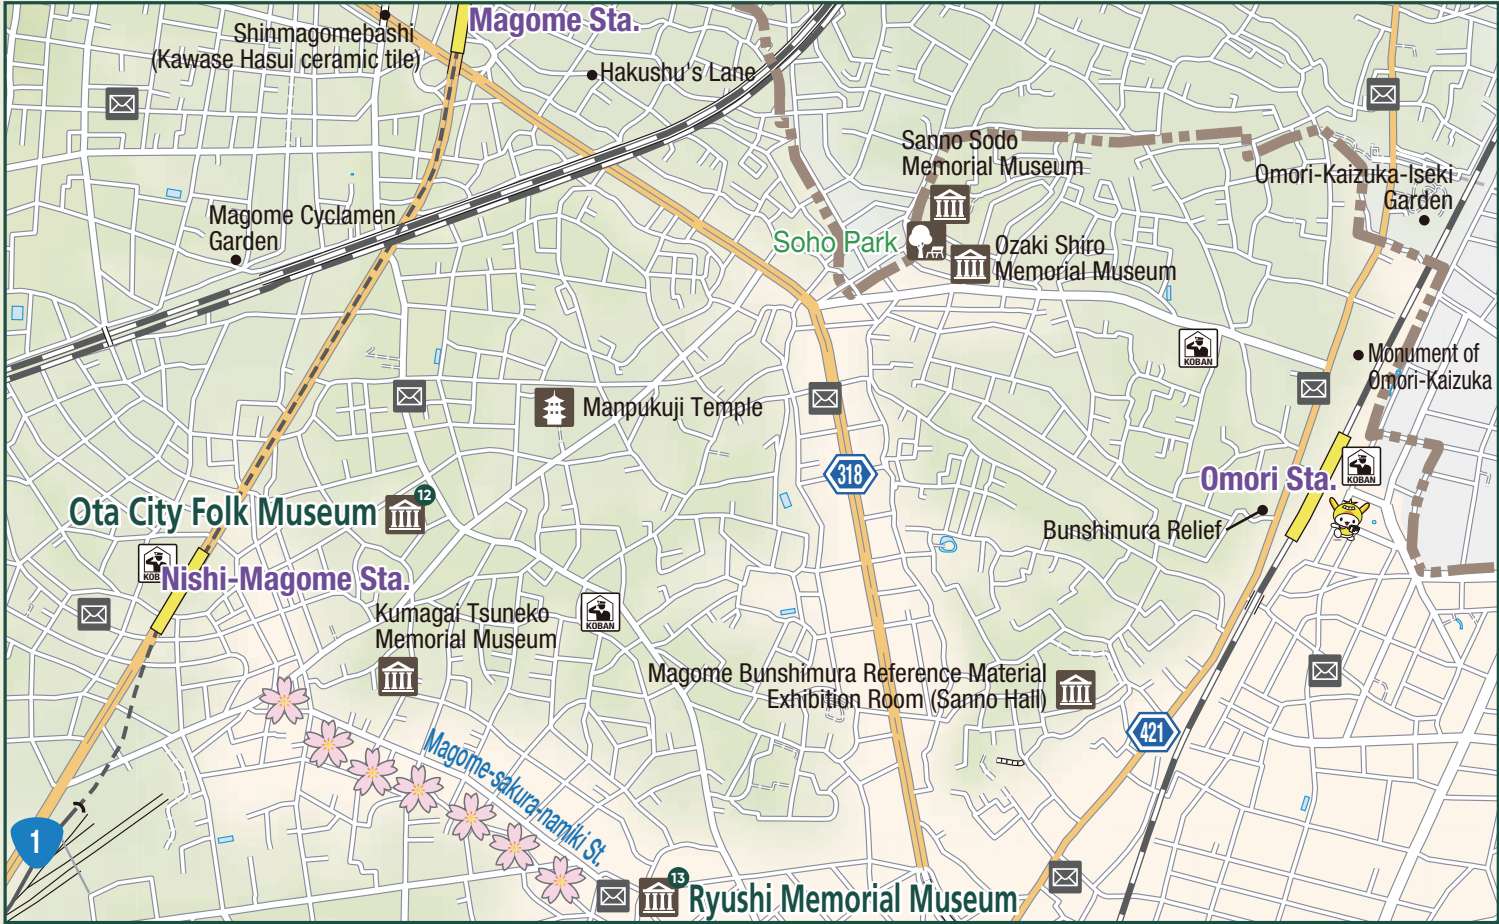 Magome Sta.
Shinmagomebashi
(Kawase Hasui ceramic tile)
Hakushu's Lane
Sanno Sodo
Memorial Museum
Omori-Kaizuka-Iseki
Garden
Magome Cyclamen
Garden
Soho Park
Ozaki Shiro
Memorial Museum
KOBAN
Monument of
Omori-Kaizuka
Manpukuji Temple
318
Omori Sta.
KOBAN
12
Ota City Folk Museum
Bunshimura Relief
KOBAN
Nishi-Magome Sta.
Kumagai Tsuneko
Memorial Museum
KOBAN
Magome Bunshimura Reference Material
Exhibition Room (Sanno Hall)
421
Magome-sakura-namiki St.
1
13
Ryushi Memorial Museum